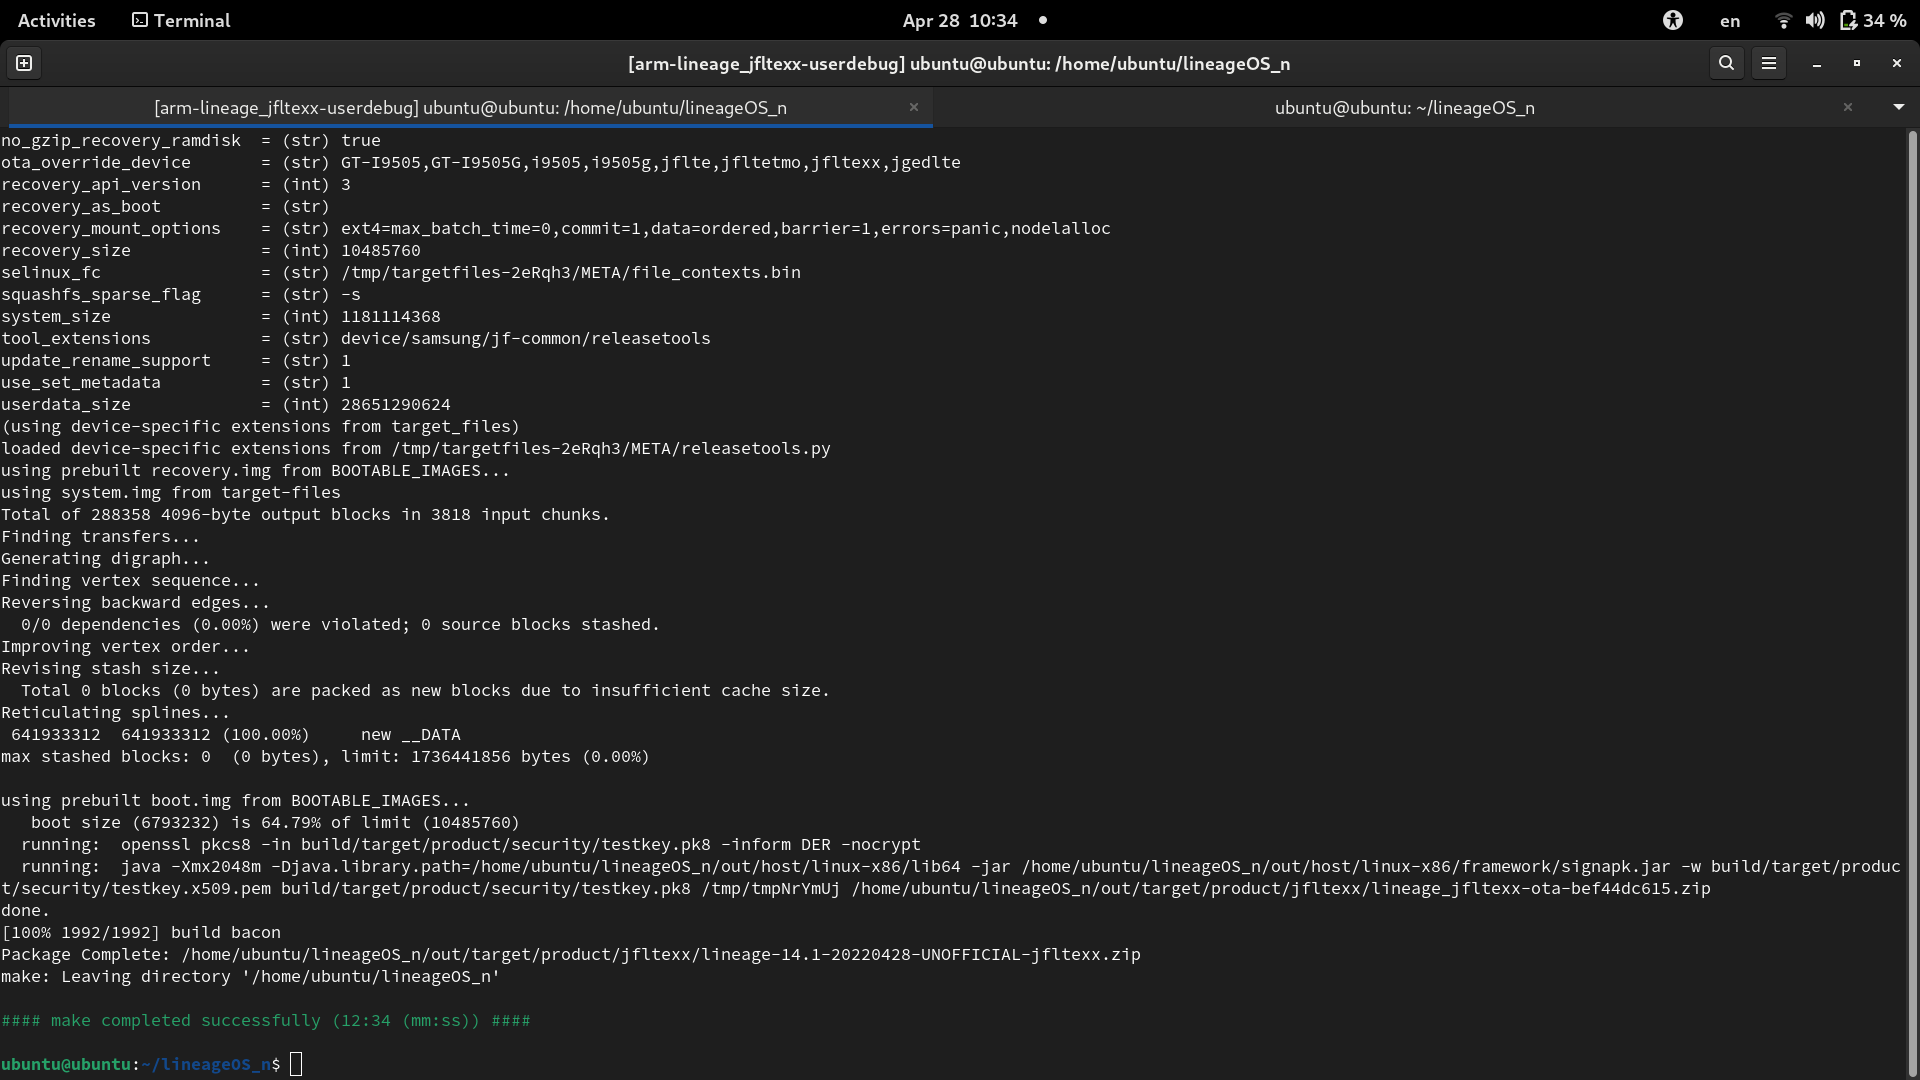 Activities Terminal Apr 28 10:34 en 34 %
[arm-lineage_jfltexx-userdebug] ubuntu@ubuntu: /home/ubuntu/lineageOS_n
[arm-lineage_jfltexx-userdebug] ubuntu@ubuntu: /home/ubuntu/lineageOS_n ubuntu@ubuntu: ~/lineageOS_n
no_gzip_recovery_ramdisk  = (str) true
ota_override_device       = (str) GT-I9505,GT-I9505G,i9505,i9505g,jflte,jfltetmo,jfltexx,jgedlte
recovery_api_version      = (int) 3
recovery_as_boot          = (str)
recovery_mount_options    = (str) ext4=max_batch_time=0,commit=1,data=ordered,barrier=1,errors=panic,nodelalloc
recovery_size             = (int) 10485760
selinux_fc                = (str) /tmp/targetfiles-2eRqh3/META/file_contexts.bin
squashfs_sparse_flag      = (str) -s
system_size               = (int) 1181114368
tool_extensions           = (str) device/samsung/jf-common/releasetools
update_rename_support     = (str) 1
use_set_metadata          = (str) 1
userdata_size             = (int) 28651290624
(using device-specific extensions from target_files)
loaded device-specific extensions from /tmp/targetfiles-2eRqh3/META/releasetools.py
using prebuilt recovery.img from BOOTABLE_IMAGES...
using system.img from target-files
Total of 288358 4096-byte output blocks in 3818 input chunks.
Finding transfers...
Generating digraph...
Finding vertex sequence...
Reversing backward edges...
  0/0 dependencies (0.00%) were violated; 0 source blocks stashed.
Improving vertex order...
Revising stash size...
  Total 0 blocks (0 bytes) are packed as new blocks due to insufficient cache size.
Reticulating splines...
 641933312  641933312 (100.00%)     new __DATA
max stashed blocks: 0  (0 bytes), limit: 1736441856 bytes (0.00%)
using prebuilt boot.img from BOOTABLE_IMAGES...
   boot size (6793232) is 64.79% of limit (10485760)
  running:  openssl pkcs8 -in build/target/product/security/testkey.pk8 -inform DER -nocrypt
  running:  java -Xmx2048m -Djava.library.path=/home/ubuntu/lineageOS_n/out/host/linux-x86/lib64 -jar /home/ubuntu/lineageOS_n/out/host/linux-x86/framework/signapk.jar -w build/target/produc
t/security/testkey.x509.pem build/target/product/security/testkey.pk8 /tmp/tmpNrYmUj /home/ubuntu/lineageOS_n/out/target/product/jfltexx/lineage_jfltexx-ota-bef44dc615.zip
done.
[100% 1992/1992] build bacon
Package Complete: /home/ubuntu/lineageOS_n/out/target/product/jfltexx/lineage-14.1-20220428-UNOFFICIAL-jfltexx.zip
make: Leaving directory '/home/ubuntu/lineageOS_n'
#### make completed successfully (12:34 (mm:ss)) ####
ubuntu@ubuntu:~/lineageOS_n$